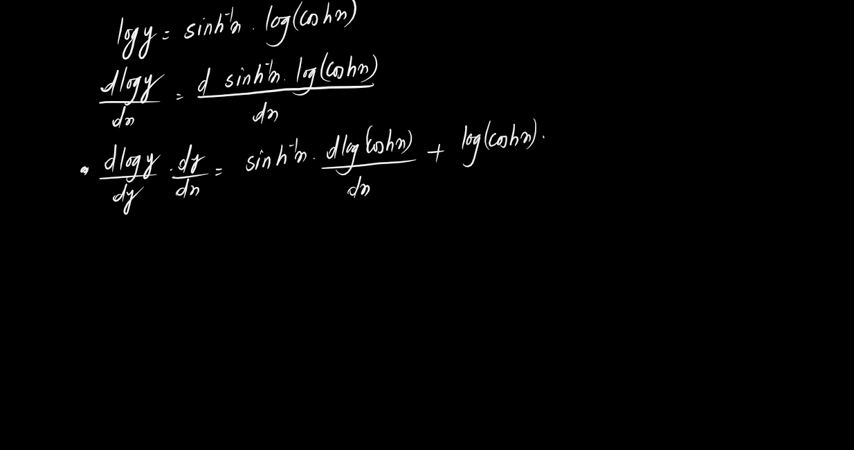 log y = sinh⁻¹x . log(cosh x)
d log y / dx = d sinh⁻¹x . log(cosh x) / dx
• d log y / dy . dy / dx = sinh⁻¹x . d log(cosh x) / dx + log(cosh x) .